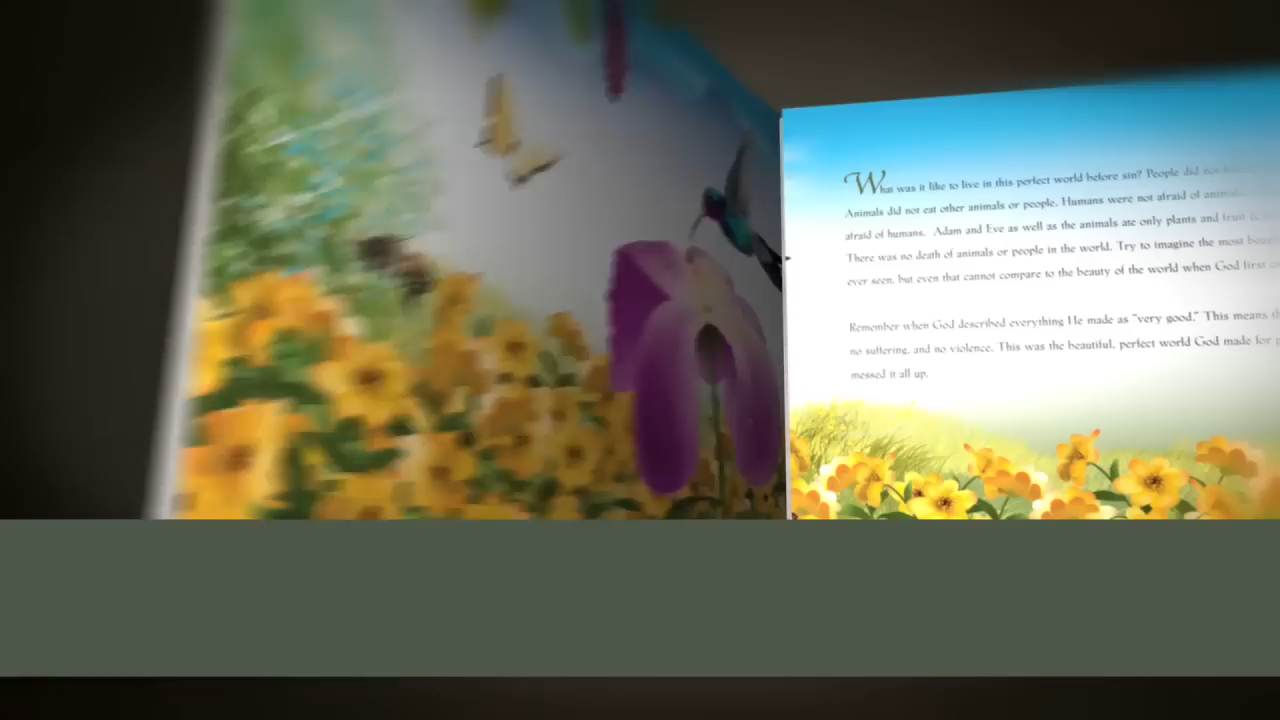 What was it like to live in this perfect world before sin? People did not
Animals did not eat other animals or people. Humans were not afraid of
afraid of humans. Adam and Eve as well as the animals ate only plants and fruit
There was no death of animals or people in the world. Try to imagine the most
ever seen, but even that cannot compare to the beauty of the world when God first
Remember when God described everything He made as "very good." This means
no suffering, and no violence. This was the beautiful, perfect world God made for
messed it all up.